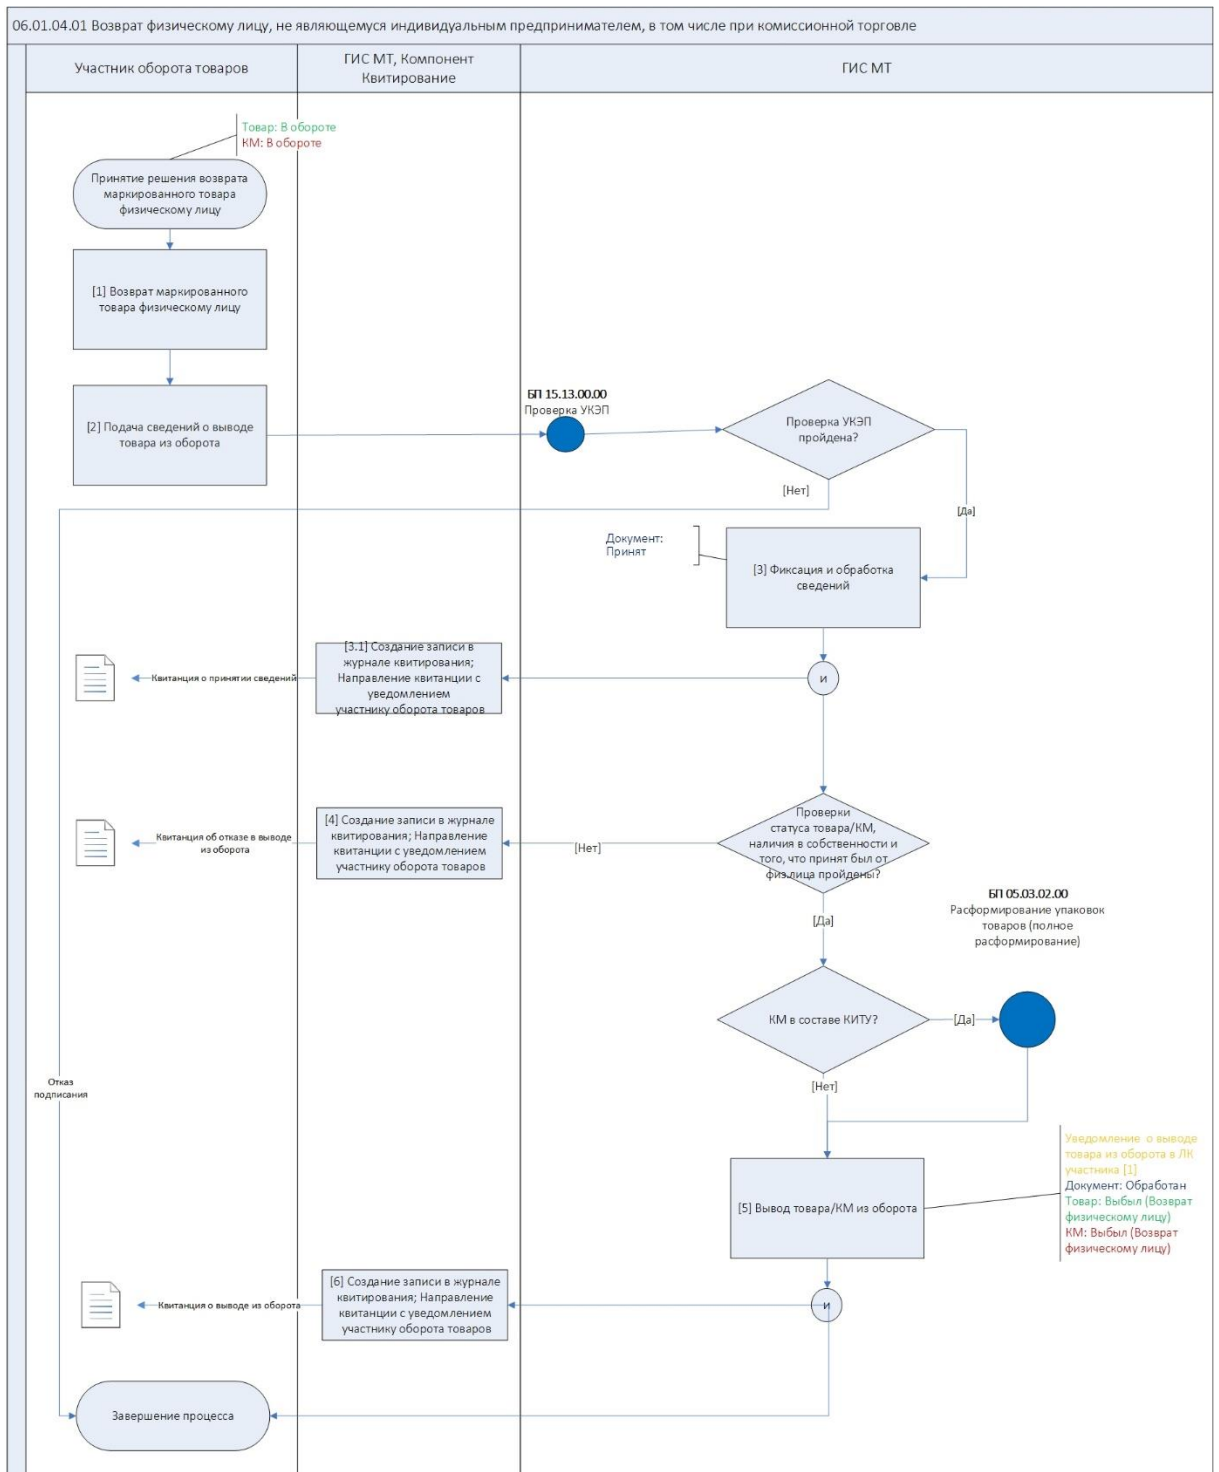 06.01.04.01 Возврат физическому лицу, не являющемуся индивидуальным предпринимателем, в том числе при комиссионной торговле
Участник оборота товаров
ГИС МТ, Компонент
Квитирование
ГИС МТ
Товар: В обороте
КМ: В обороте
Принятие решения возврата
маркированного товара
физическому лицу
[1] Возврат маркированного
товара физическому лицу
[2] Подача сведений о выводе
товара из оборота
БП 15.13.00.00
Проверка УКЭП
Проверка УКЭП
пройдена?
[Нет]
[Да]
Документ:
Принят
[3] Фиксация и обработка
сведений
и
[3.1] Создание записи в
журнале квитирования;
Направление квитанции с
уведомлением
участнику оборота товаров
Квитанция о принятии сведений
Проверки
статуса товара/КМ,
наличия в собственности и
того, что принят был от
физ.лица пройдены?
[Нет]
[4] Создание записи в журнале
квитирования; Направление
квитанции с уведомлением
участнику оборота товаров
Квитанция об отказе в выводе
из оборота
[Да]
БП 05.03.02.00
Расформирование упаковок
товаров (полное
расформирование)
КМ в составе КИТУ?
[Да]
[Нет]
Отказ
подписания
[5] Вывод товара/КМ из оборота
Уведомление о выводе
товара из оборота в ЛК
участника [1]
Документ: Обработан
Товар: Выбыл (Возврат
физическому лицу)
КМ: Выбыл (Возврат
физическому лицу)
и
[6] Создание записи в журнале
квитирования; Направление
квитанции с уведомлением
участнику оборота товаров
Квитанция о выводе из оборота
Завершение процесса